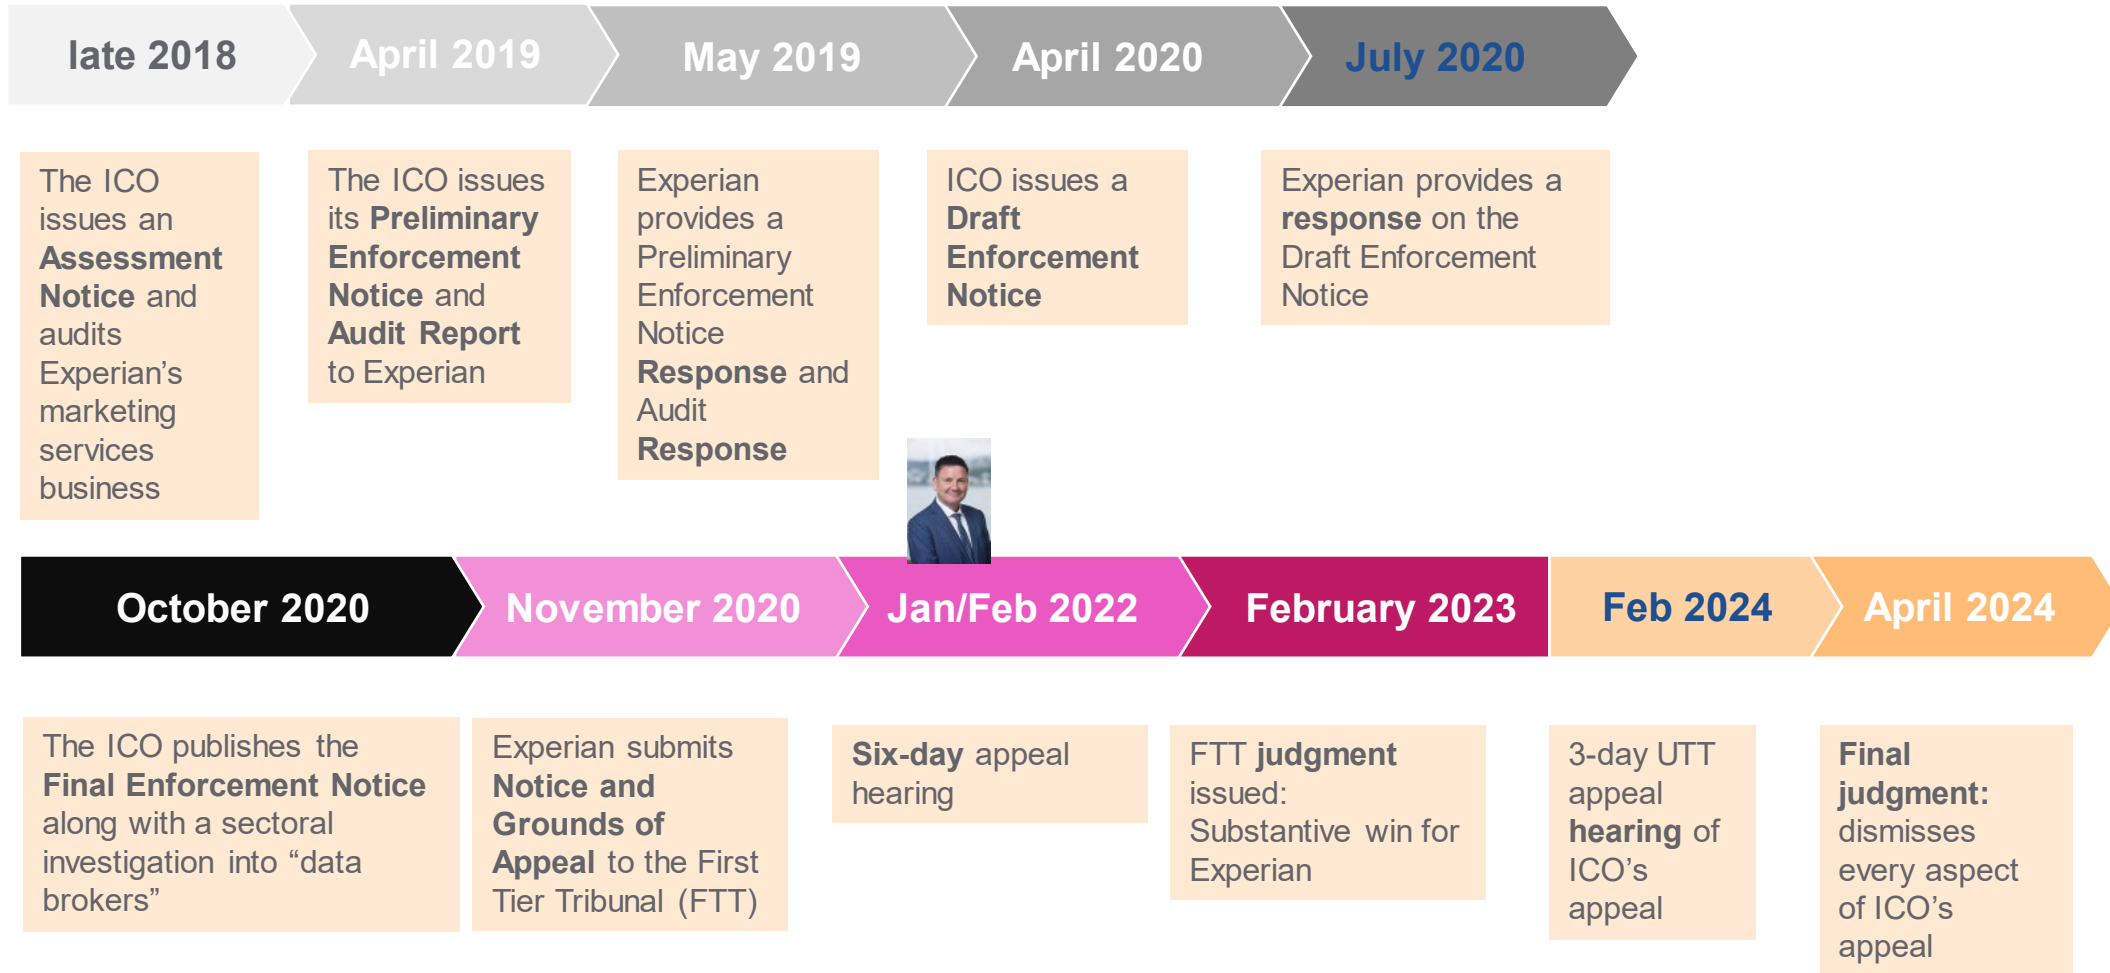 late 2018
April 2019
May 2019
April 2020
July 2020
The ICO
issues an
Assessment
Notice and
audits
Experian’s
marketing
services
business
The ICO issues
its Preliminary
Enforcement
Notice and
Audit Report
to Experian
Experian
provides a
Preliminary
Enforcement
Notice
Response and
Audit
Response
ICO issues a
Draft
Enforcement
Notice
Experian provides a
response on the
Draft Enforcement
Notice
October 2020
November 2020
Jan/Feb 2022
February 2023
Feb 2024
April 2024
The ICO publishes the
Final Enforcement Notice
along with a sectoral
investigation into “data
brokers”
Experian submits
Notice and
Grounds of
Appeal to the First
Tier Tribunal (FTT)
Six-day appeal
hearing
FTT judgment
issued:
Substantive win for
Experian
3-day UTT
appeal
hearing of
ICO’s
appeal
Final
judgment:
dismisses
every aspect
of ICO’s
appeal